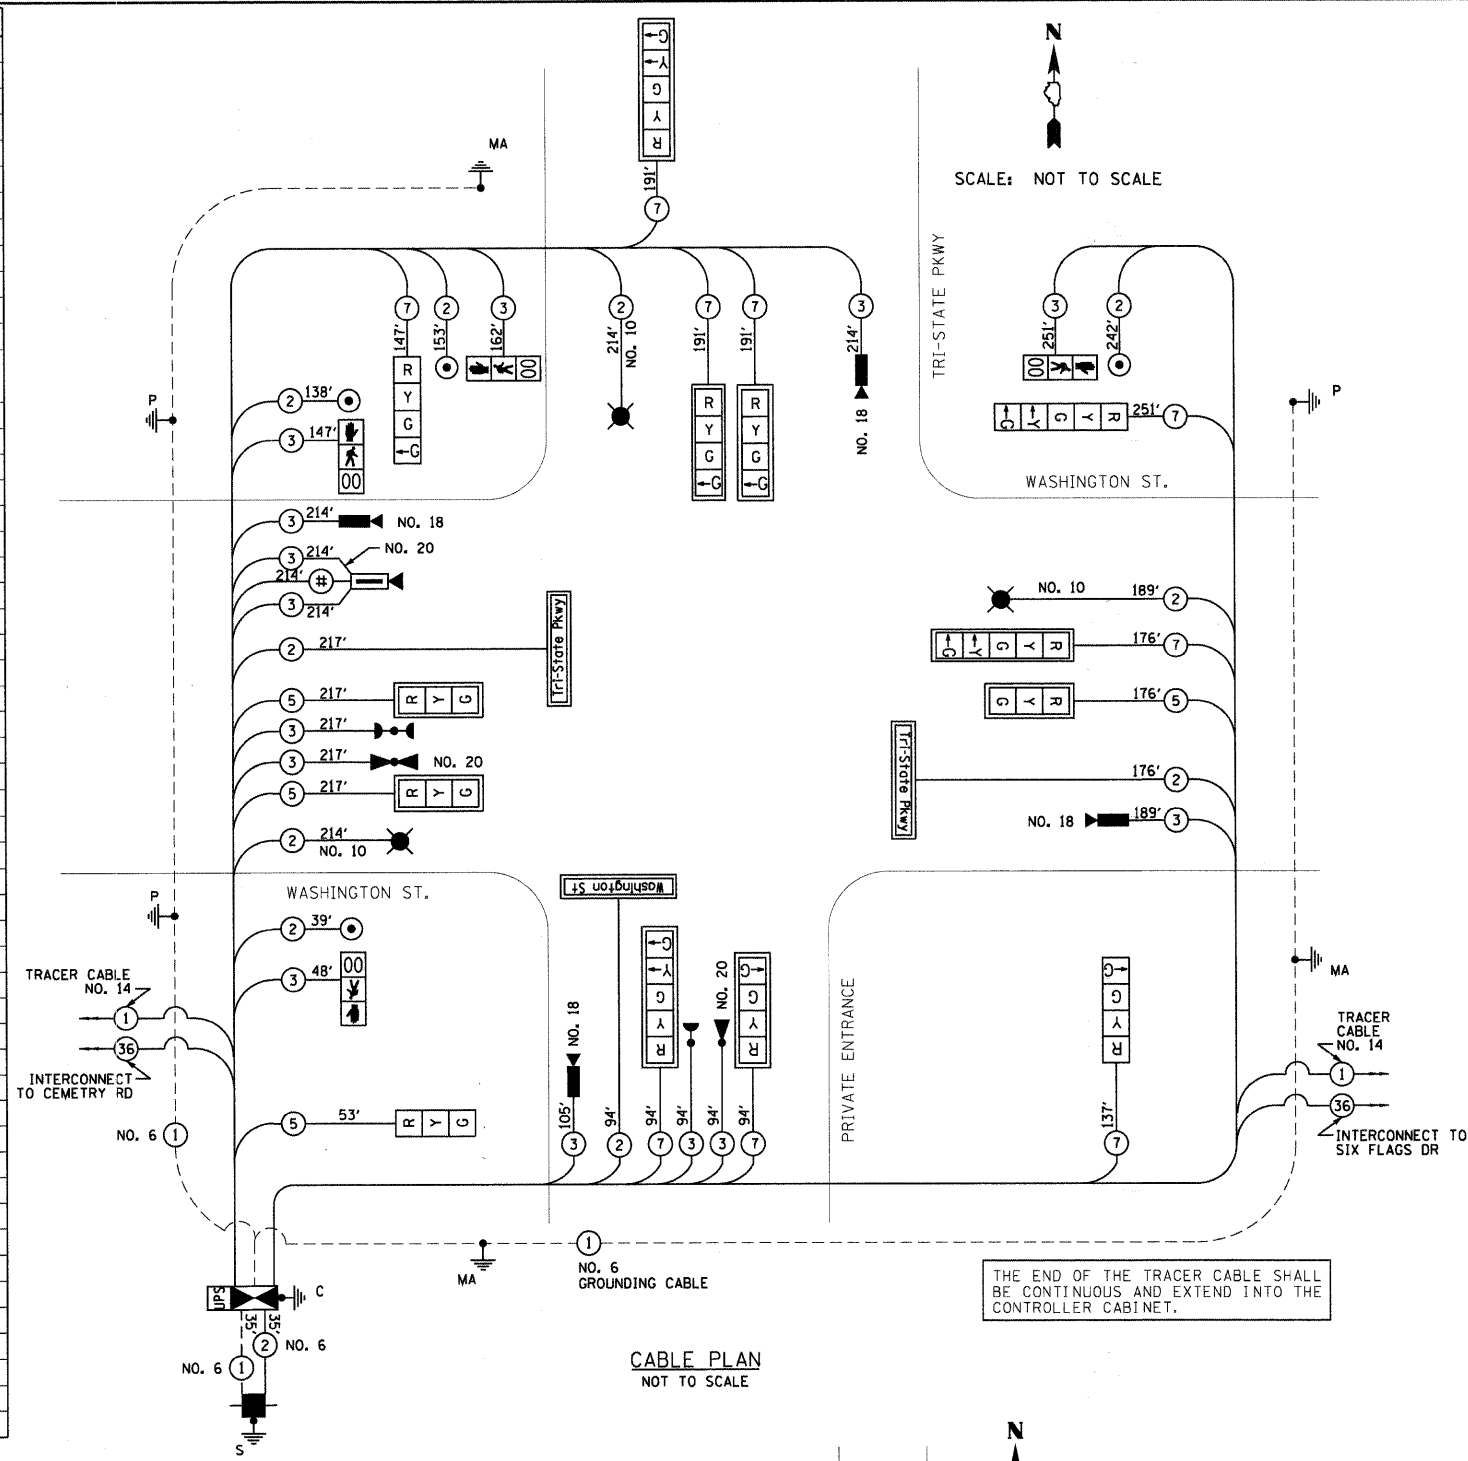 N
SCALE: NOT TO SCALE
MA
←G
←Y
G
Y
R
191'
7
TRI-STATE PKWY
7
2
3
2
7
7
3
3
2
147'
153'
162'
214'
NO. 10
191'
191'
214'
251'
242'
R
Y
G
←G
00
R
Y
G
←G
R
Y
G
←G
NO. 18
00
P
2
138'
3
147'
00
←G
←Y
G
Y
R
251'
7
P
WASHINGTON ST.
3
214'
NO. 18
3
214'
NO. 20
214'
#
3
214'
2
217'
Tri-State Pkwy
NO. 10
189'
2
←G
←Y
G
Y
R
176'
7
5
217'
R
Y
G
G
Y
R
176'
5
3
217'
3
217'
NO. 20
5
217'
R
Y
G
Tri-State Pkwy
176'
2
2
214'
NO. 10
NO. 18
189'
3
WASHINGTON ST.
P
Washington St
2
39'
3
48'
00
TRACER CABLE
NO. 14
1
36
INTERCONNECT
TO CEMETRY RD
NO. 18
←G
←Y
G
Y
R
NO. 20
←G
G
Y
R
PRIVATE ENTRANCE
←G
G
Y
R
MA
TRACER
CABLE
NO. 14
1
36
INTERCONNECT TO
SIX FLAGS DR
NO. 6
1
5
53'
R
Y
G
105'
94'
94'
94'
94'
94'
137'
3
2
7
3
3
7
7
MA
1
NO. 6
GROUNDING CABLE
THE END OF THE TRACER CABLE SHALL
BE CONTINUOUS AND EXTEND INTO THE
CONTROLLER CABINET.
UPS
C
35'
35'
2
NO. 6
NO. 6
1
S
CABLE PLAN
NOT TO SCALE
N